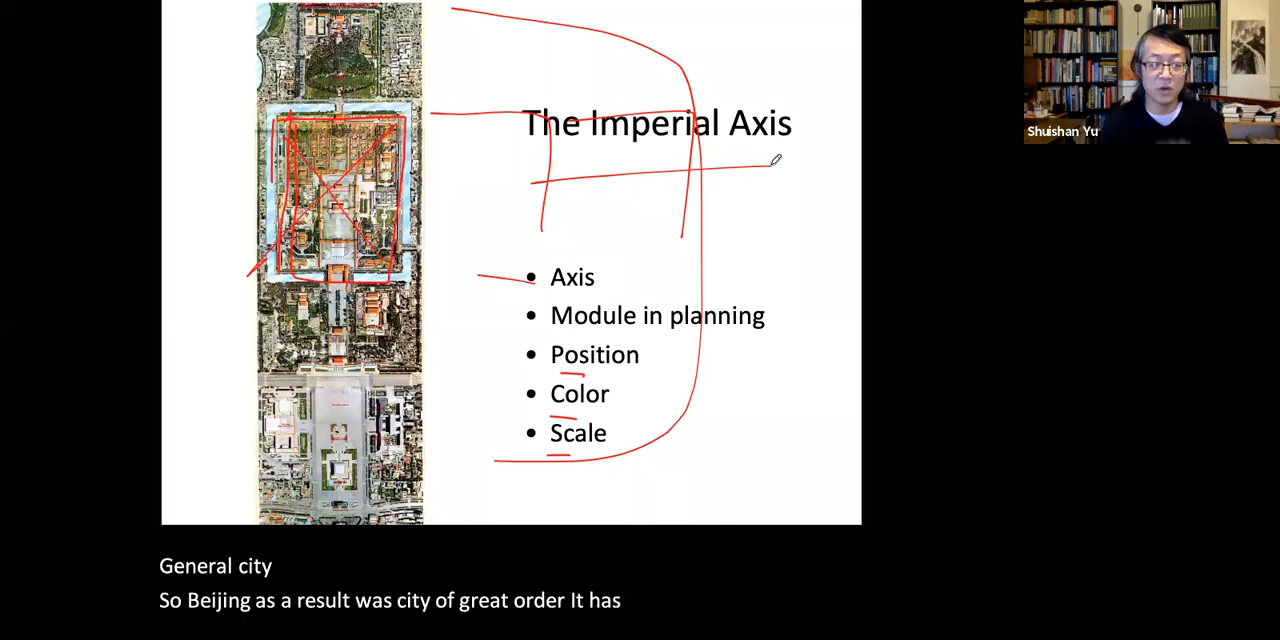 The Imperial Axis
• Axis
• Module in planning
• Position
• Color
• Scale
Shuishan Yu
General city
So Beijing as a result was city of great order It has